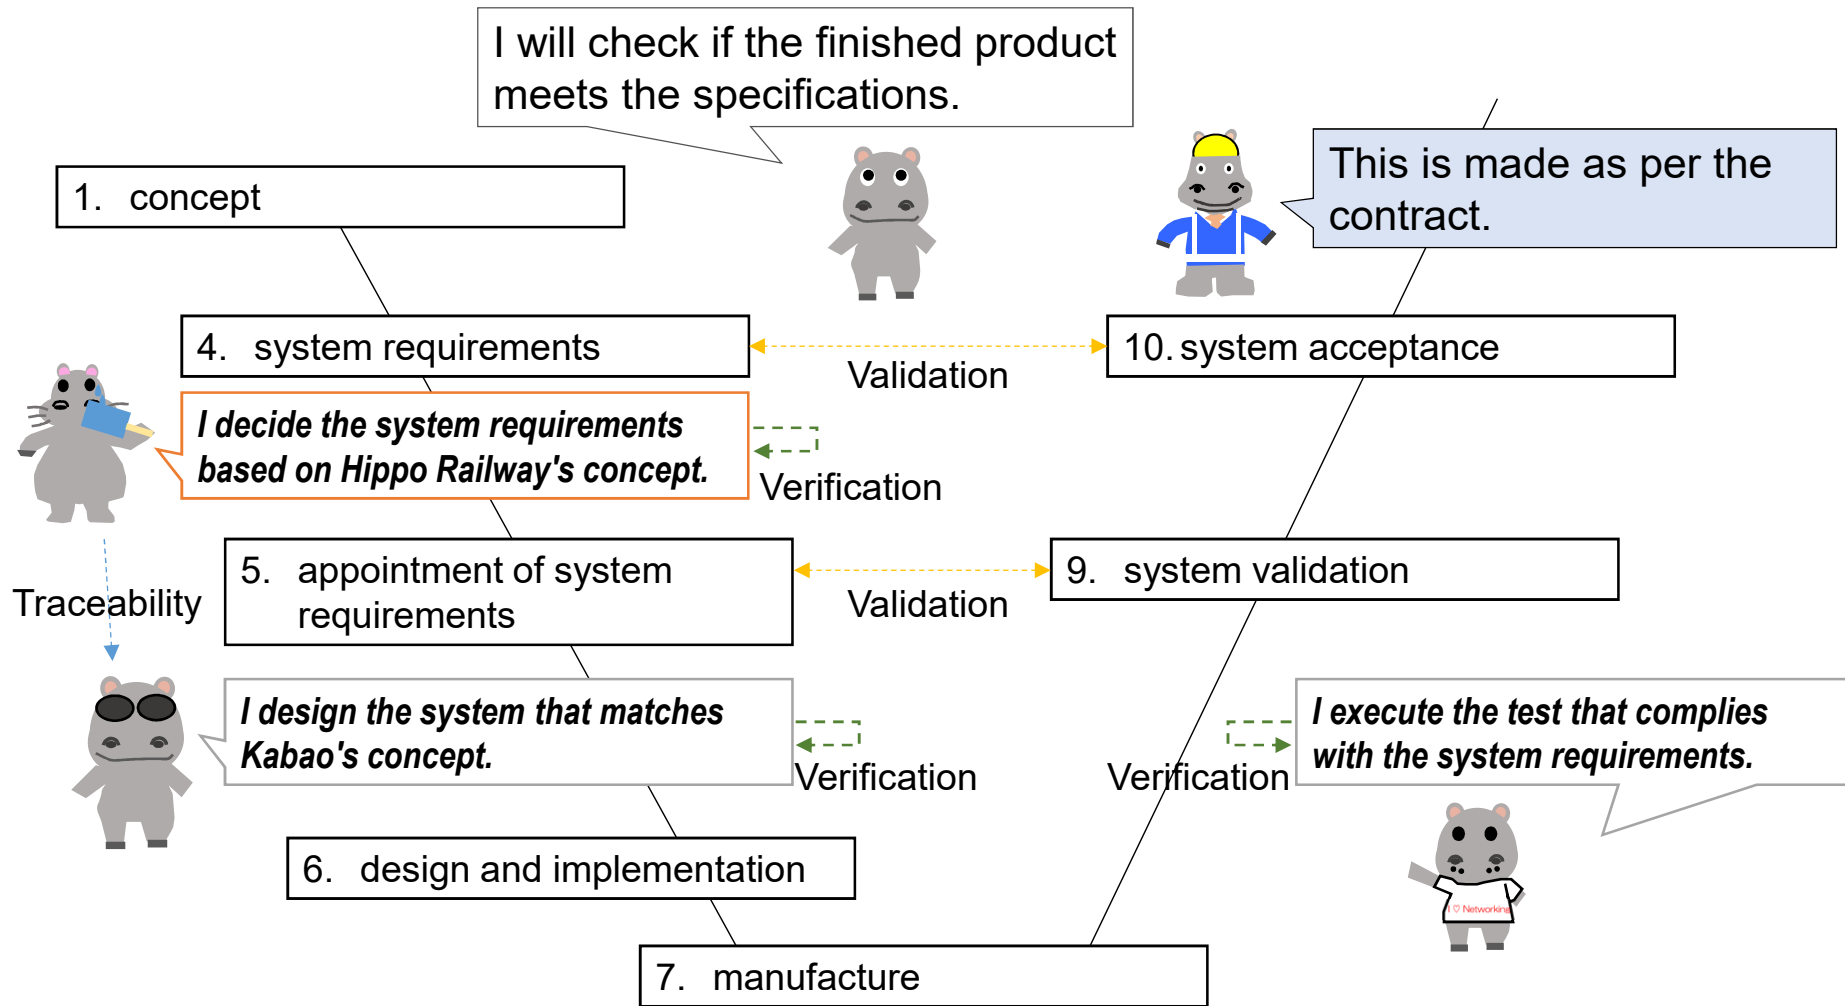 I will check if the finished product
meets the specifications.
This is made as per the
contract.
1. concept
4. system requirements
Validation
10. system acceptance
I decide the system requirements
based on Hippo Railway's concept.
Verification
Traceability
5. appointment of system
requirements
Validation
9. system validation
I design the system that matches
Kabao's concept.
Verification
Verification
I execute the test that complies
with the system requirements.
6. design and implementation
I ♡ Networking
7. manufacture